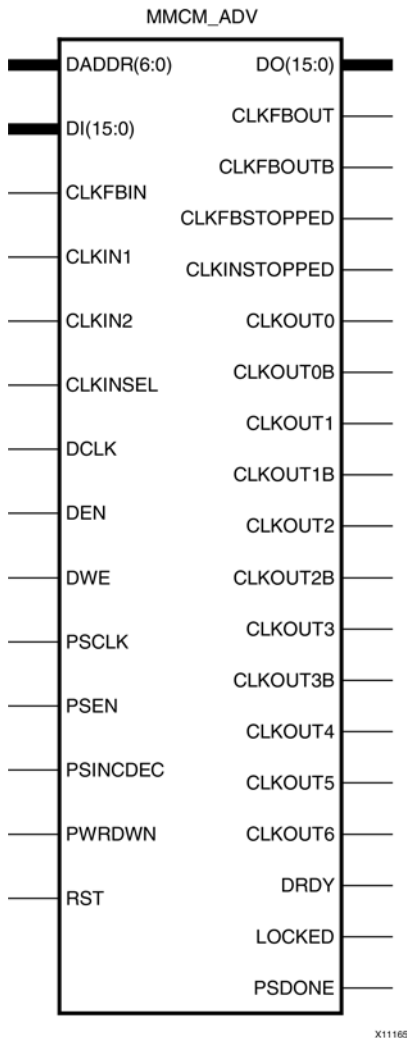 MMCM_ADV
DADDR(6:0)
DI(15:0)
CLKFBIN
CLKIN1
CLKIN2
CLKINSEL
DCLK
DEN
DWE
PSCLK
PSEN
PSINCDEC
PWRDWN
RST
DO(15:0)
CLKFBOUT
CLKFBOUTB
CLKFBSTOPPED
CLKINSTOPPED
CLKOUT0
CLKOUT0B
CLKOUT1
CLKOUT1B
CLKOUT2
CLKOUT2B
CLKOUT3
CLKOUT3B
CLKOUT4
CLKOUT5
CLKOUT6
DRDY
LOCKED
PSDONE
X11165